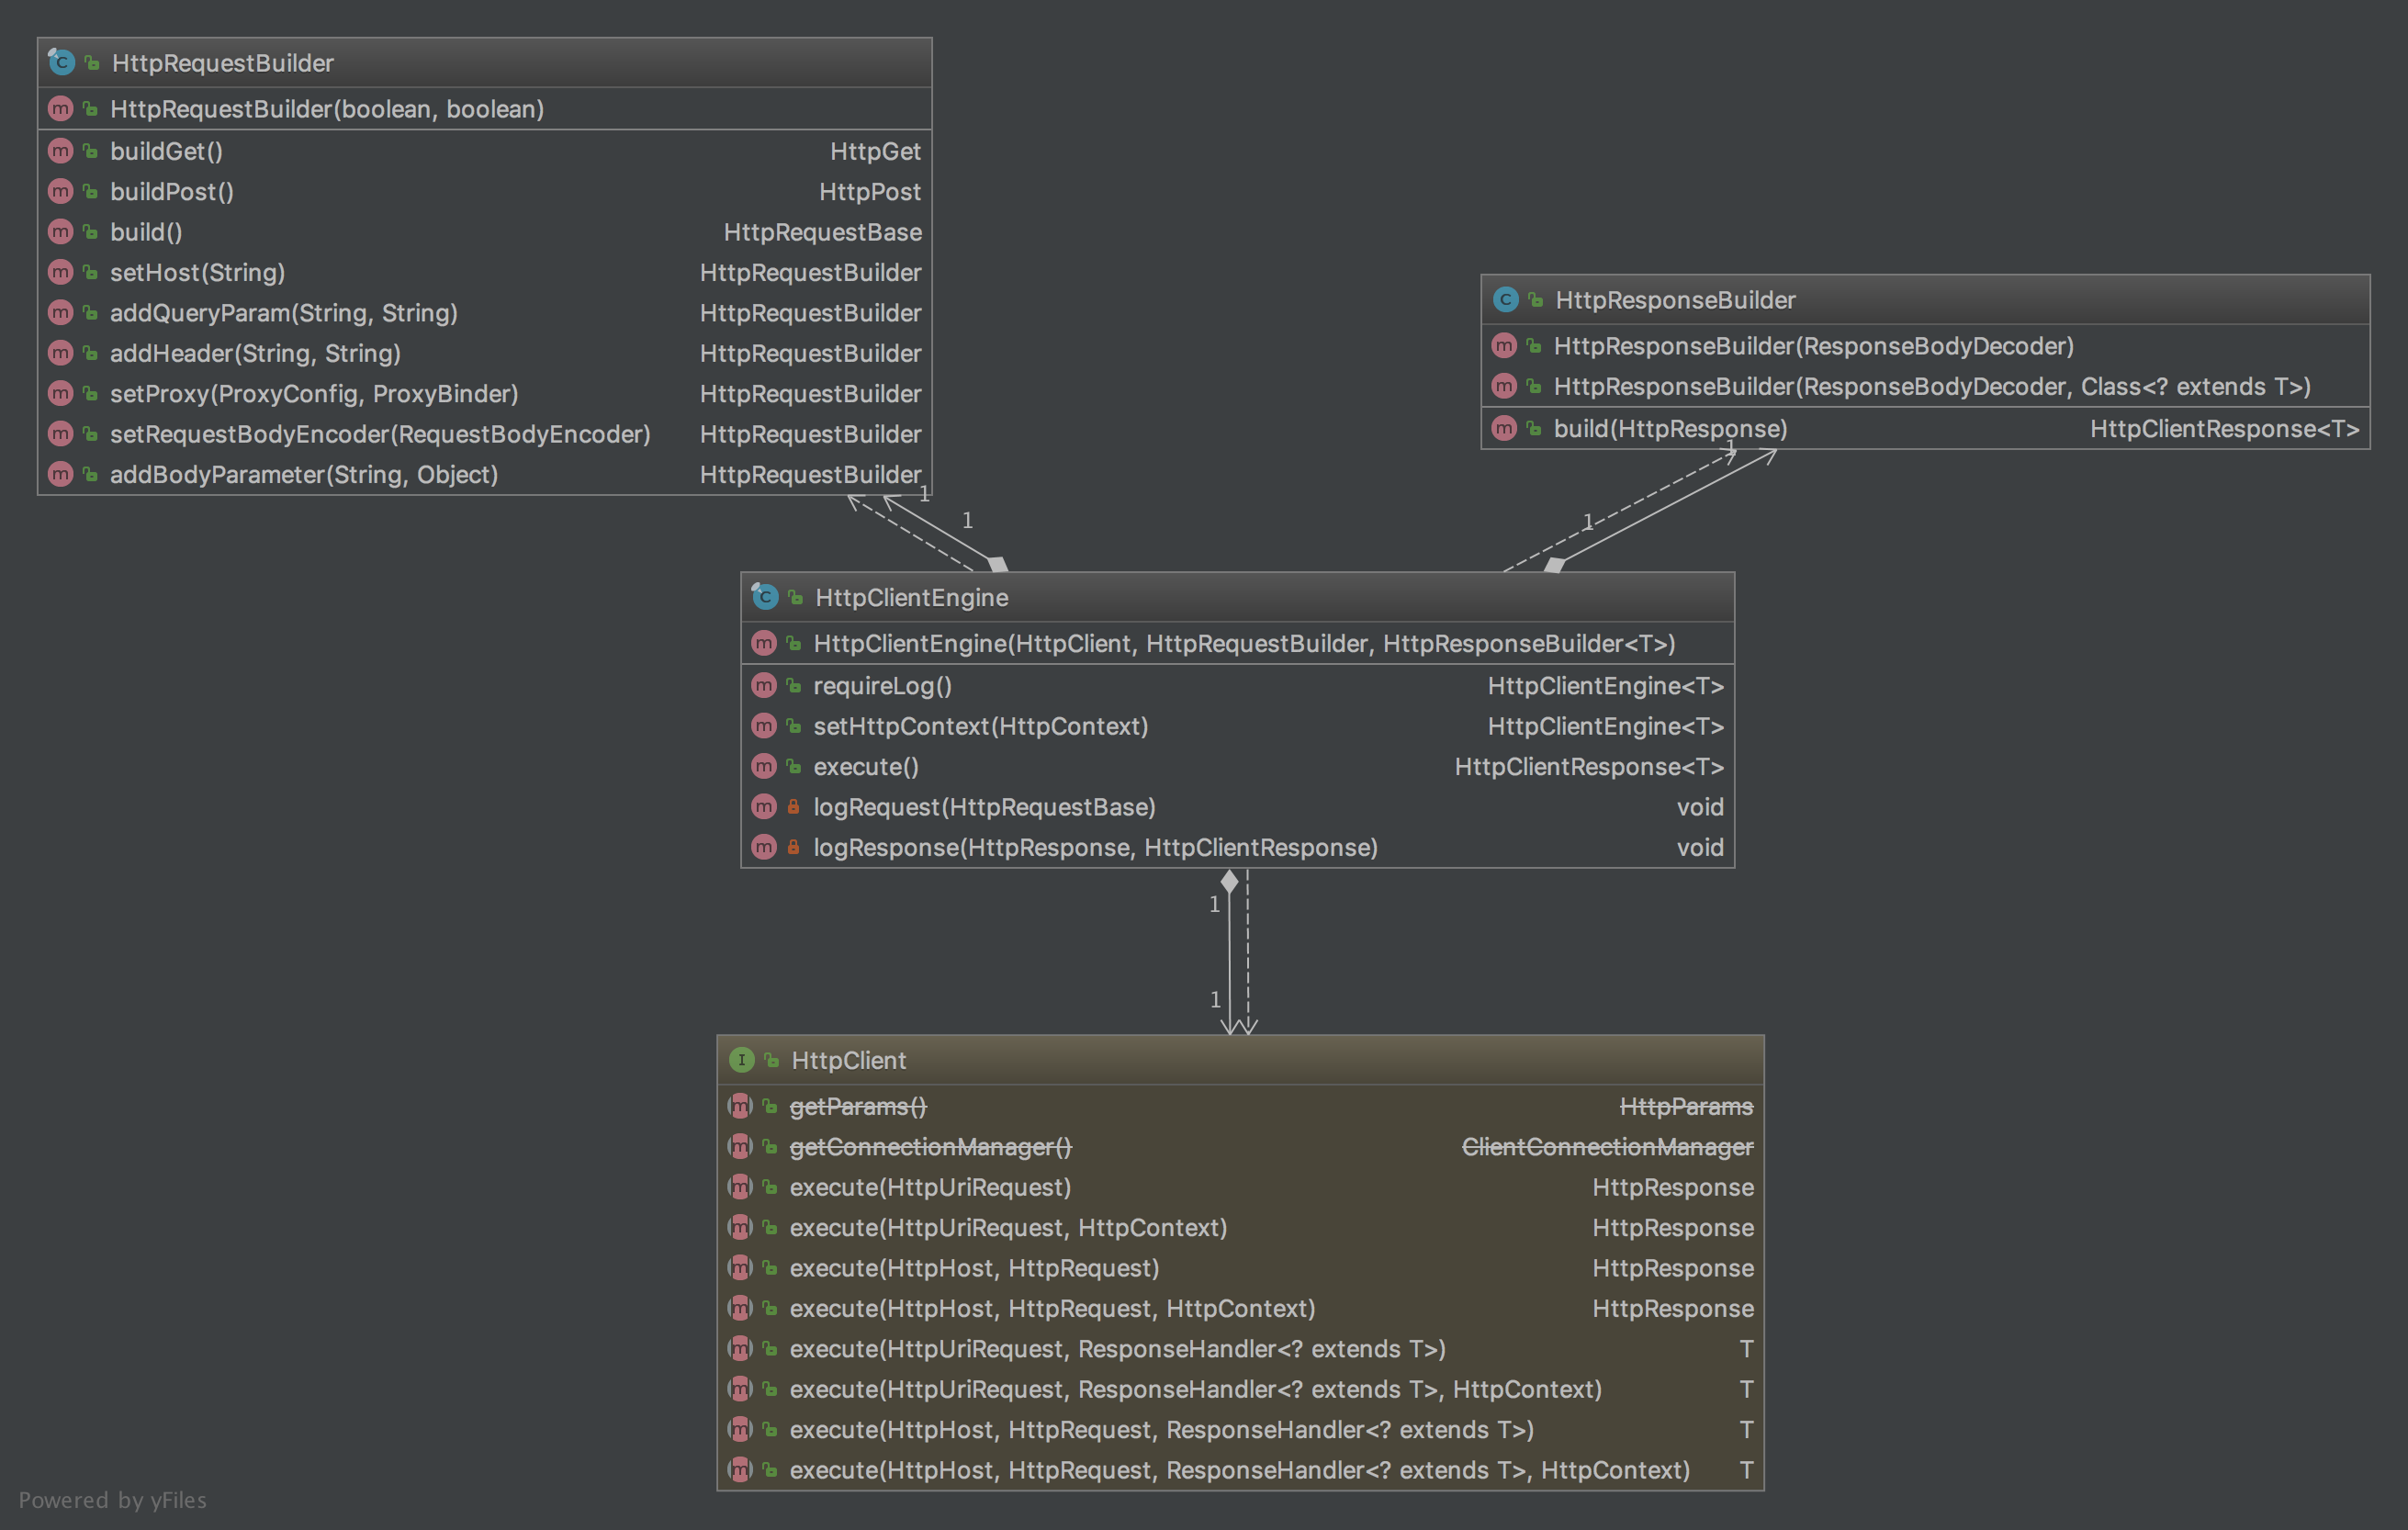 HttpRequestBuilder
HttpRequestBuilder(boolean, boolean)
buildGet() HttpGet
buildPost() HttpPost
build() HttpRequestBase
setHost(String) HttpRequestBuilder
addQueryParam(String, String) HttpRequestBuilder
addHeader(String, String) HttpRequestBuilder
setProxy(ProxyConfig, ProxyBinder) HttpRequestBuilder
setRequestBodyEncoder(RequestBodyEncoder) HttpRequestBuilder
addBodyParameter(String, Object) HttpRequestBuilder
HttpResponseBuilder
HttpResponseBuilder(ResponseBodyDecoder)
HttpResponseBuilder(ResponseBodyDecoder, Class<? extends T>)
build(HttpResponse) HttpClientResponse<T>
1
1
1
1
HttpClientEngine
HttpClientEngine(HttpClient, HttpRequestBuilder, HttpResponseBuilder<T>)
requireLog() HttpClientEngine<T>
setHttpContext(HttpContext) HttpClientEngine<T>
execute() HttpClientResponse<T>
logRequest(HttpRequestBase) void
logResponse(HttpResponse, HttpClientResponse) void
1
1
HttpClient
getParams() HttpParams
getConnectionManager() ClientConnectionManager
execute(HttpUriRequest) HttpResponse
execute(HttpUriRequest, HttpContext) HttpResponse
execute(HttpHost, HttpRequest) HttpResponse
execute(HttpHost, HttpRequest, HttpContext) HttpResponse
execute(HttpUriRequest, ResponseHandler<? extends T>) T
execute(HttpUriRequest, ResponseHandler<? extends T>, HttpContext) T
execute(HttpHost, HttpRequest, ResponseHandler<? extends T>) T
execute(HttpHost, HttpRequest, ResponseHandler<? extends T>, HttpContext) T
Powered by yFiles